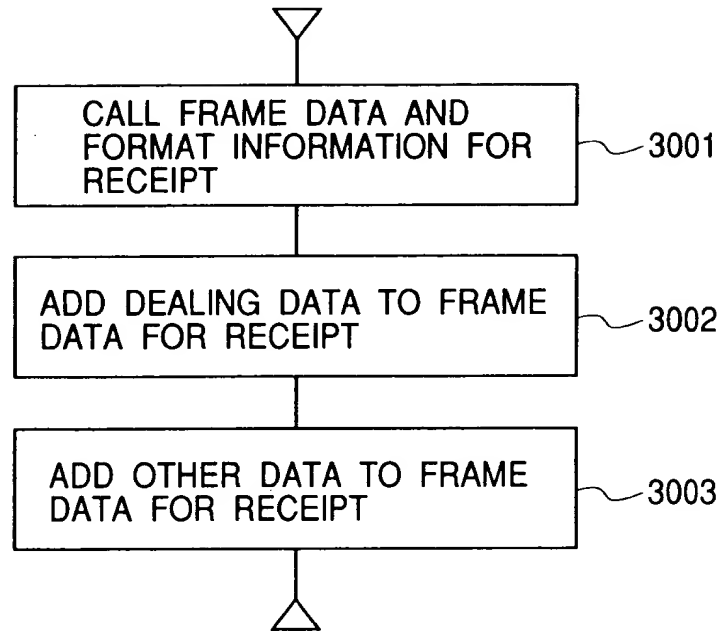 CALL FRAME DATA AND
FORMAT INFORMATION FOR
RECEIPT
3001
ADD DEALING DATA TO FRAME
DATA FOR RECEIPT
3002
ADD OTHER DATA TO FRAME
DATA FOR RECEIPT
3003